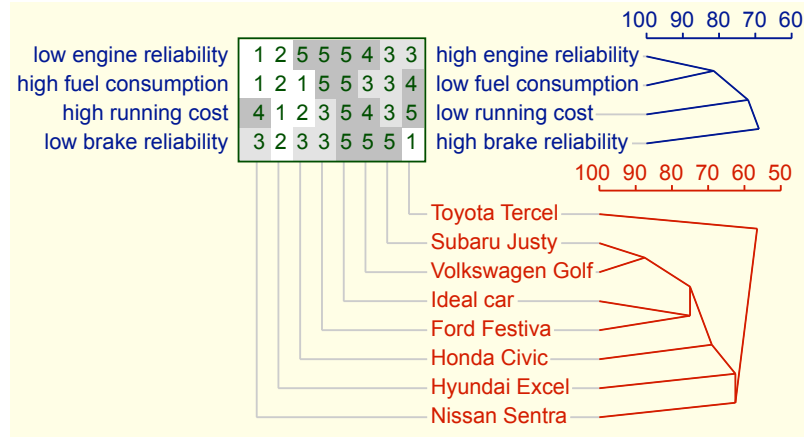 100 90 80 70 60
low engine reliability 1 2 5 5 5 4 3 3 high engine reliability
high fuel consumption 1 2 1 5 5 3 3 4 low fuel consumption
high running cost 4 1 2 3 5 4 3 5 low running cost
low brake reliability 3 2 3 3 5 5 5 1 high brake reliability
100 90 80 70 60 50
Toyota Tercel
Subaru Justy
Volkswagen Golf
Ideal car
Ford Festiva
Honda Civic
Hyundai Excel
Nissan Sentra